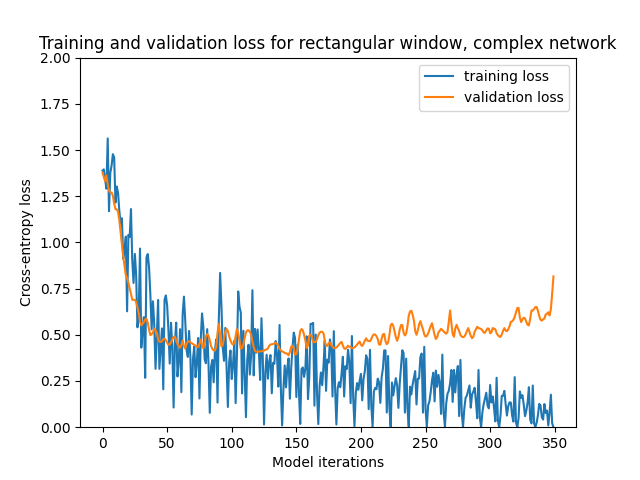 Training and validation loss for rectangular window, complex network
2.00
1.75
1.50
1.25
1.00
0.75
0.50
0.25
0.00
Cross-entropy loss
training loss
validation loss
0 50 100 150 200 250 300 350
Model iterations